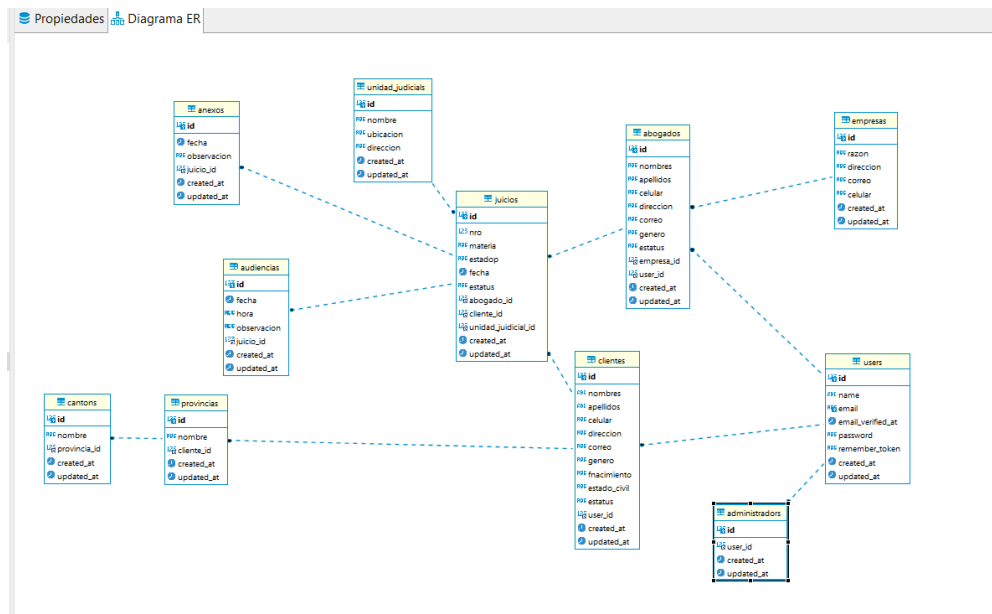 Propiedades
Diagrama ER
anexos
id
fecha
observacion
juicio_id
created_at
updated_at
unidad_judicials
id
nombre
ubicacion
direccion
created_at
updated_at
juicios
id
nro
materia
estadop
fecha
estatus
abogado_id
cliente_id
unidad_juidicial_id
created_at
updated_at
abogados
id
nombres
apellidos
celular
direccion
correo
genero
estatus
empresa_id
user_id
created_at
updated_at
empresas
id
razon
direccion
correo
celular
created_at
updated_at
audiencias
id
fecha
hora
observacion
juicio_id
created_at
updated_at
cantons
id
nombre
provincia_id
created_at
updated_at
provincias
id
nombre
cliente_id
created_at
updated_at
clientes
id
nombres
apellidos
celular
direccion
correo
genero
fnacimiento
estado_civil
estatus
user_id
created_at
updated_at
users
id
name
email
email_verified_at
password
remember_token
created_at
updated_at
administradors
id
user_id
created_at
updated_at